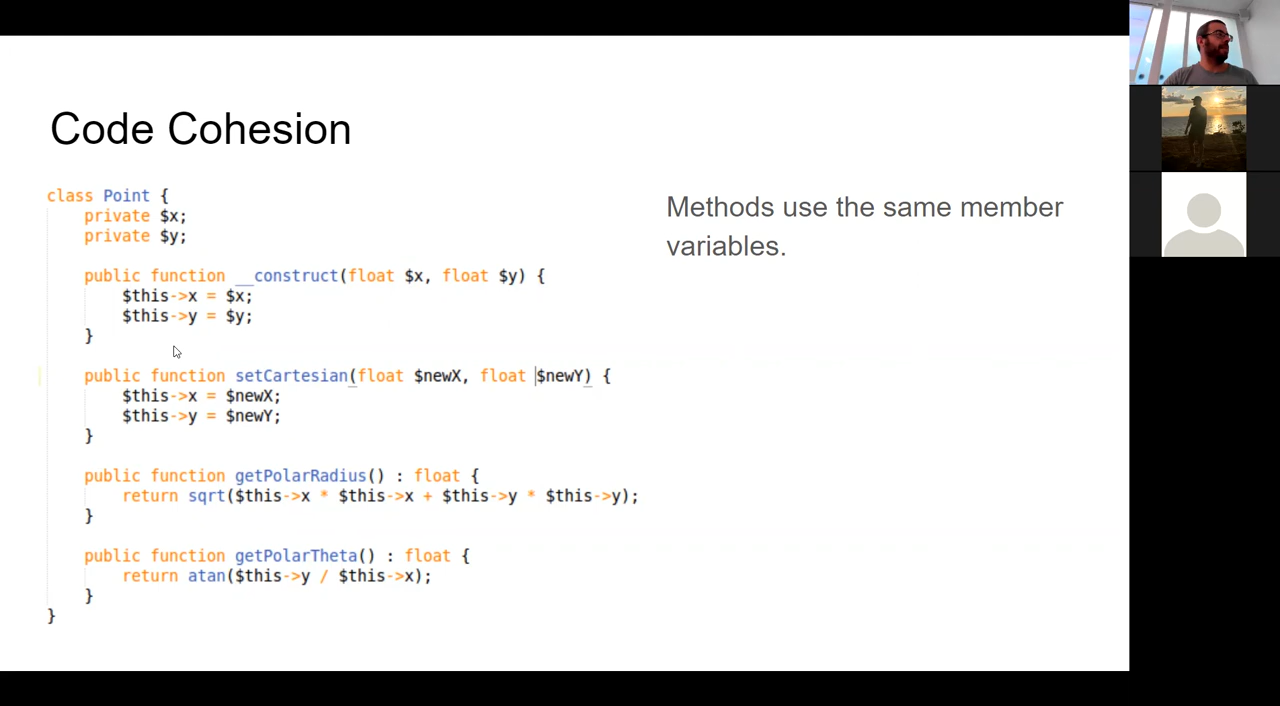 Code Cohesion
class Point {
    private $x;
    private $y;

    public function __construct(float $x, float $y) {
        $this->x = $x;
        $this->y = $y;
    }

    public function setCartesian(float $newX, float $newY) {
        $this->x = $newX;
        $this->y = $newY;
    }

    public function getPolarRadius() : float {
        return sqrt($this->x * $this->x + $this->y * $this->y);
    }

    public function getPolarTheta() : float {
        return atan($this->y / $this->x);
    }
}
Methods use the same member
variables.